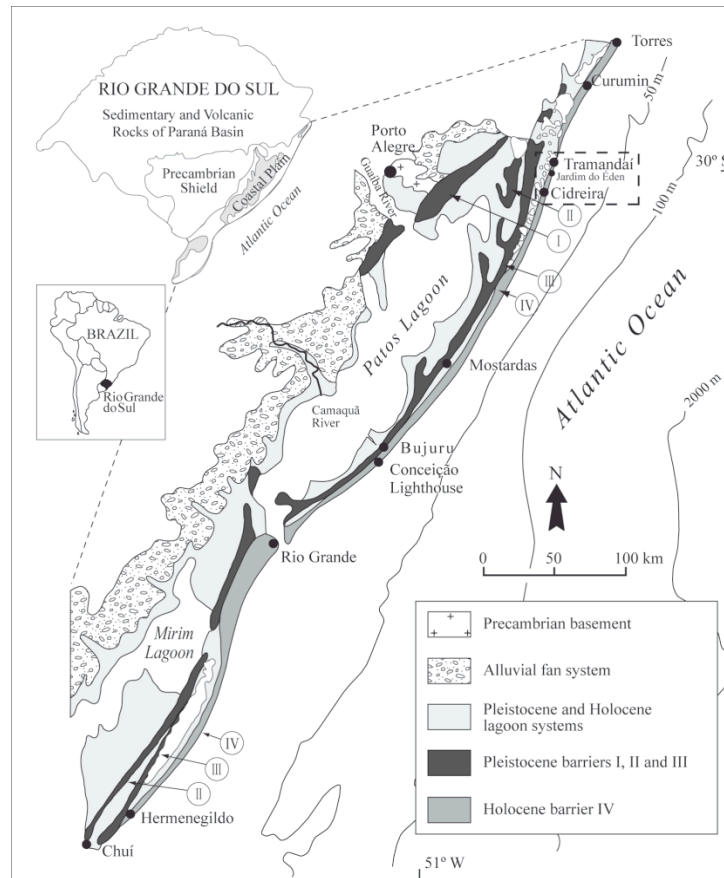 RIO GRANDE DO SUL
Sedimentary and Volcanic
Rocks of Paraná Basin
Precambrian
Shield
Coastal Plain
Atlantic Ocean
BRAZIL
Rio Grande
do Sul
Torres
Curumim
50 m
Porto
Alegre
Guaíba River
Tramandaí
Jardim do Éden
Cidreira
30º S
100 m
II
I
III
IV
Patos Lagoon
Mostardas
Atlantic Ocean
2000 m
Camaquã
River
Bujuru
Conceição
Lighthouse
N
Rio Grande
0 50 100 km
Mirim
Lagoon
IV
III
II
Hermenegildo
Chuí
51º W
Precambrian basement
Alluvial fan system
Pleistocene and Holocene
lagoon systems
Pleistocene barriers I, II and III
Holocene barrier IV